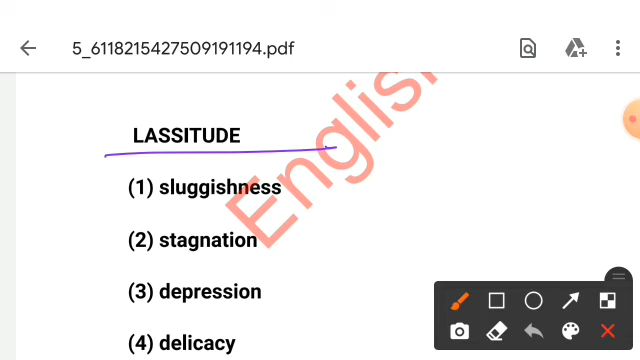 5_6118215427509191194.pdf
English
LASSITUDE
(1) sluggishness
(2) stagnation
(3) depression
(4) delicacy